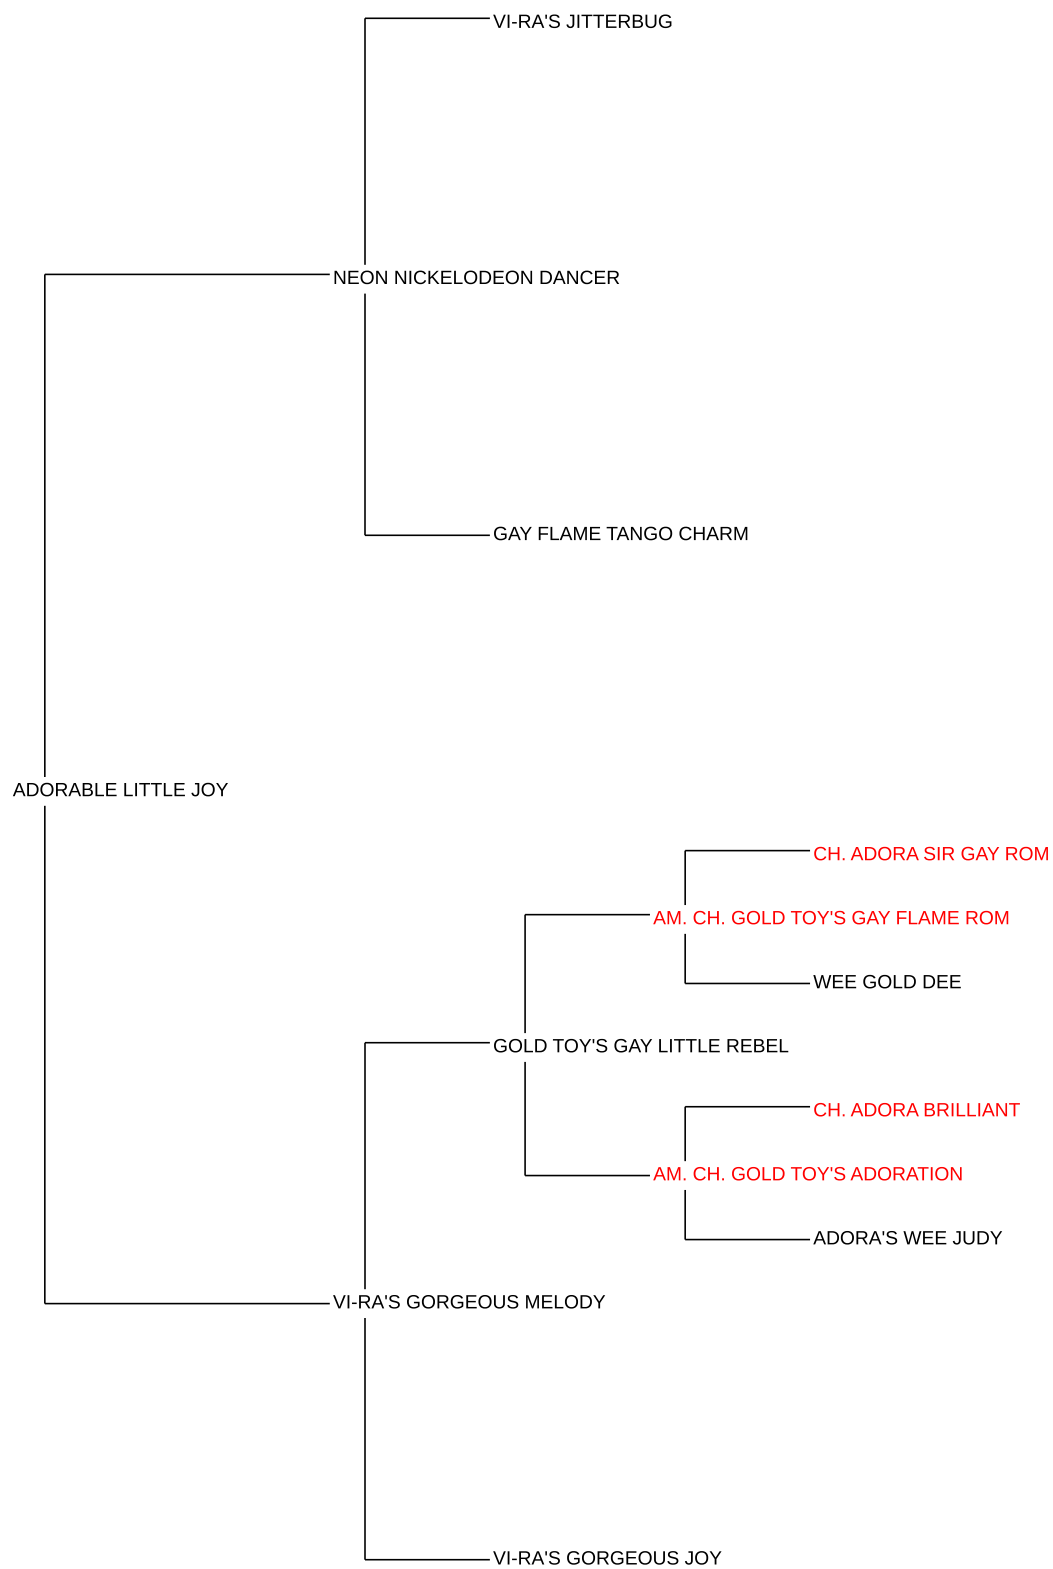 VI-RA'S JITTERBUG
NEON NICKELODEON DANCER
GAY FLAME TANGO CHARM
ADORABLE LITTLE JOY
CH. ADORA SIR GAY ROM
AM. CH. GOLD TOY'S GAY FLAME ROM
WEE GOLD DEE
GOLD TOY'S GAY LITTLE REBEL
CH. ADORA BRILLIANT
AM. CH. GOLD TOY'S ADORATION
ADORA'S WEE JUDY
VI-RA'S GORGEOUS MELODY
VI-RA'S GORGEOUS JOY